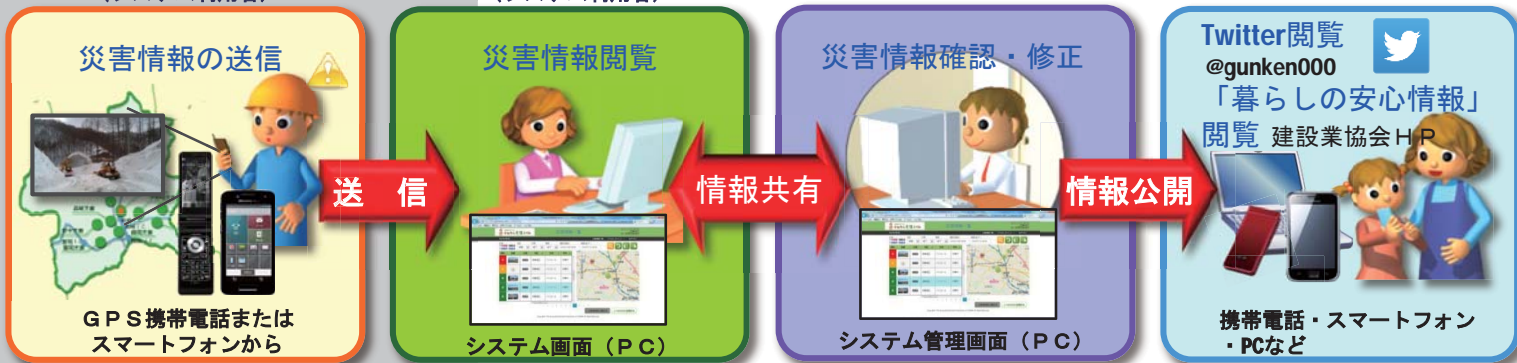 災害情報の送信
GPS携帯電話または
スマートフォンから
送 信
災害情報閲覧
システム画面(PC)
情報共有
災害情報確認・修正
システム管理画面(PC)
情報公開
Twitter閲覧
@gunken000
「暮らしの安心情報」
閲覧 建設業協会HP
携帯電話・スマートフォン
・PCなど